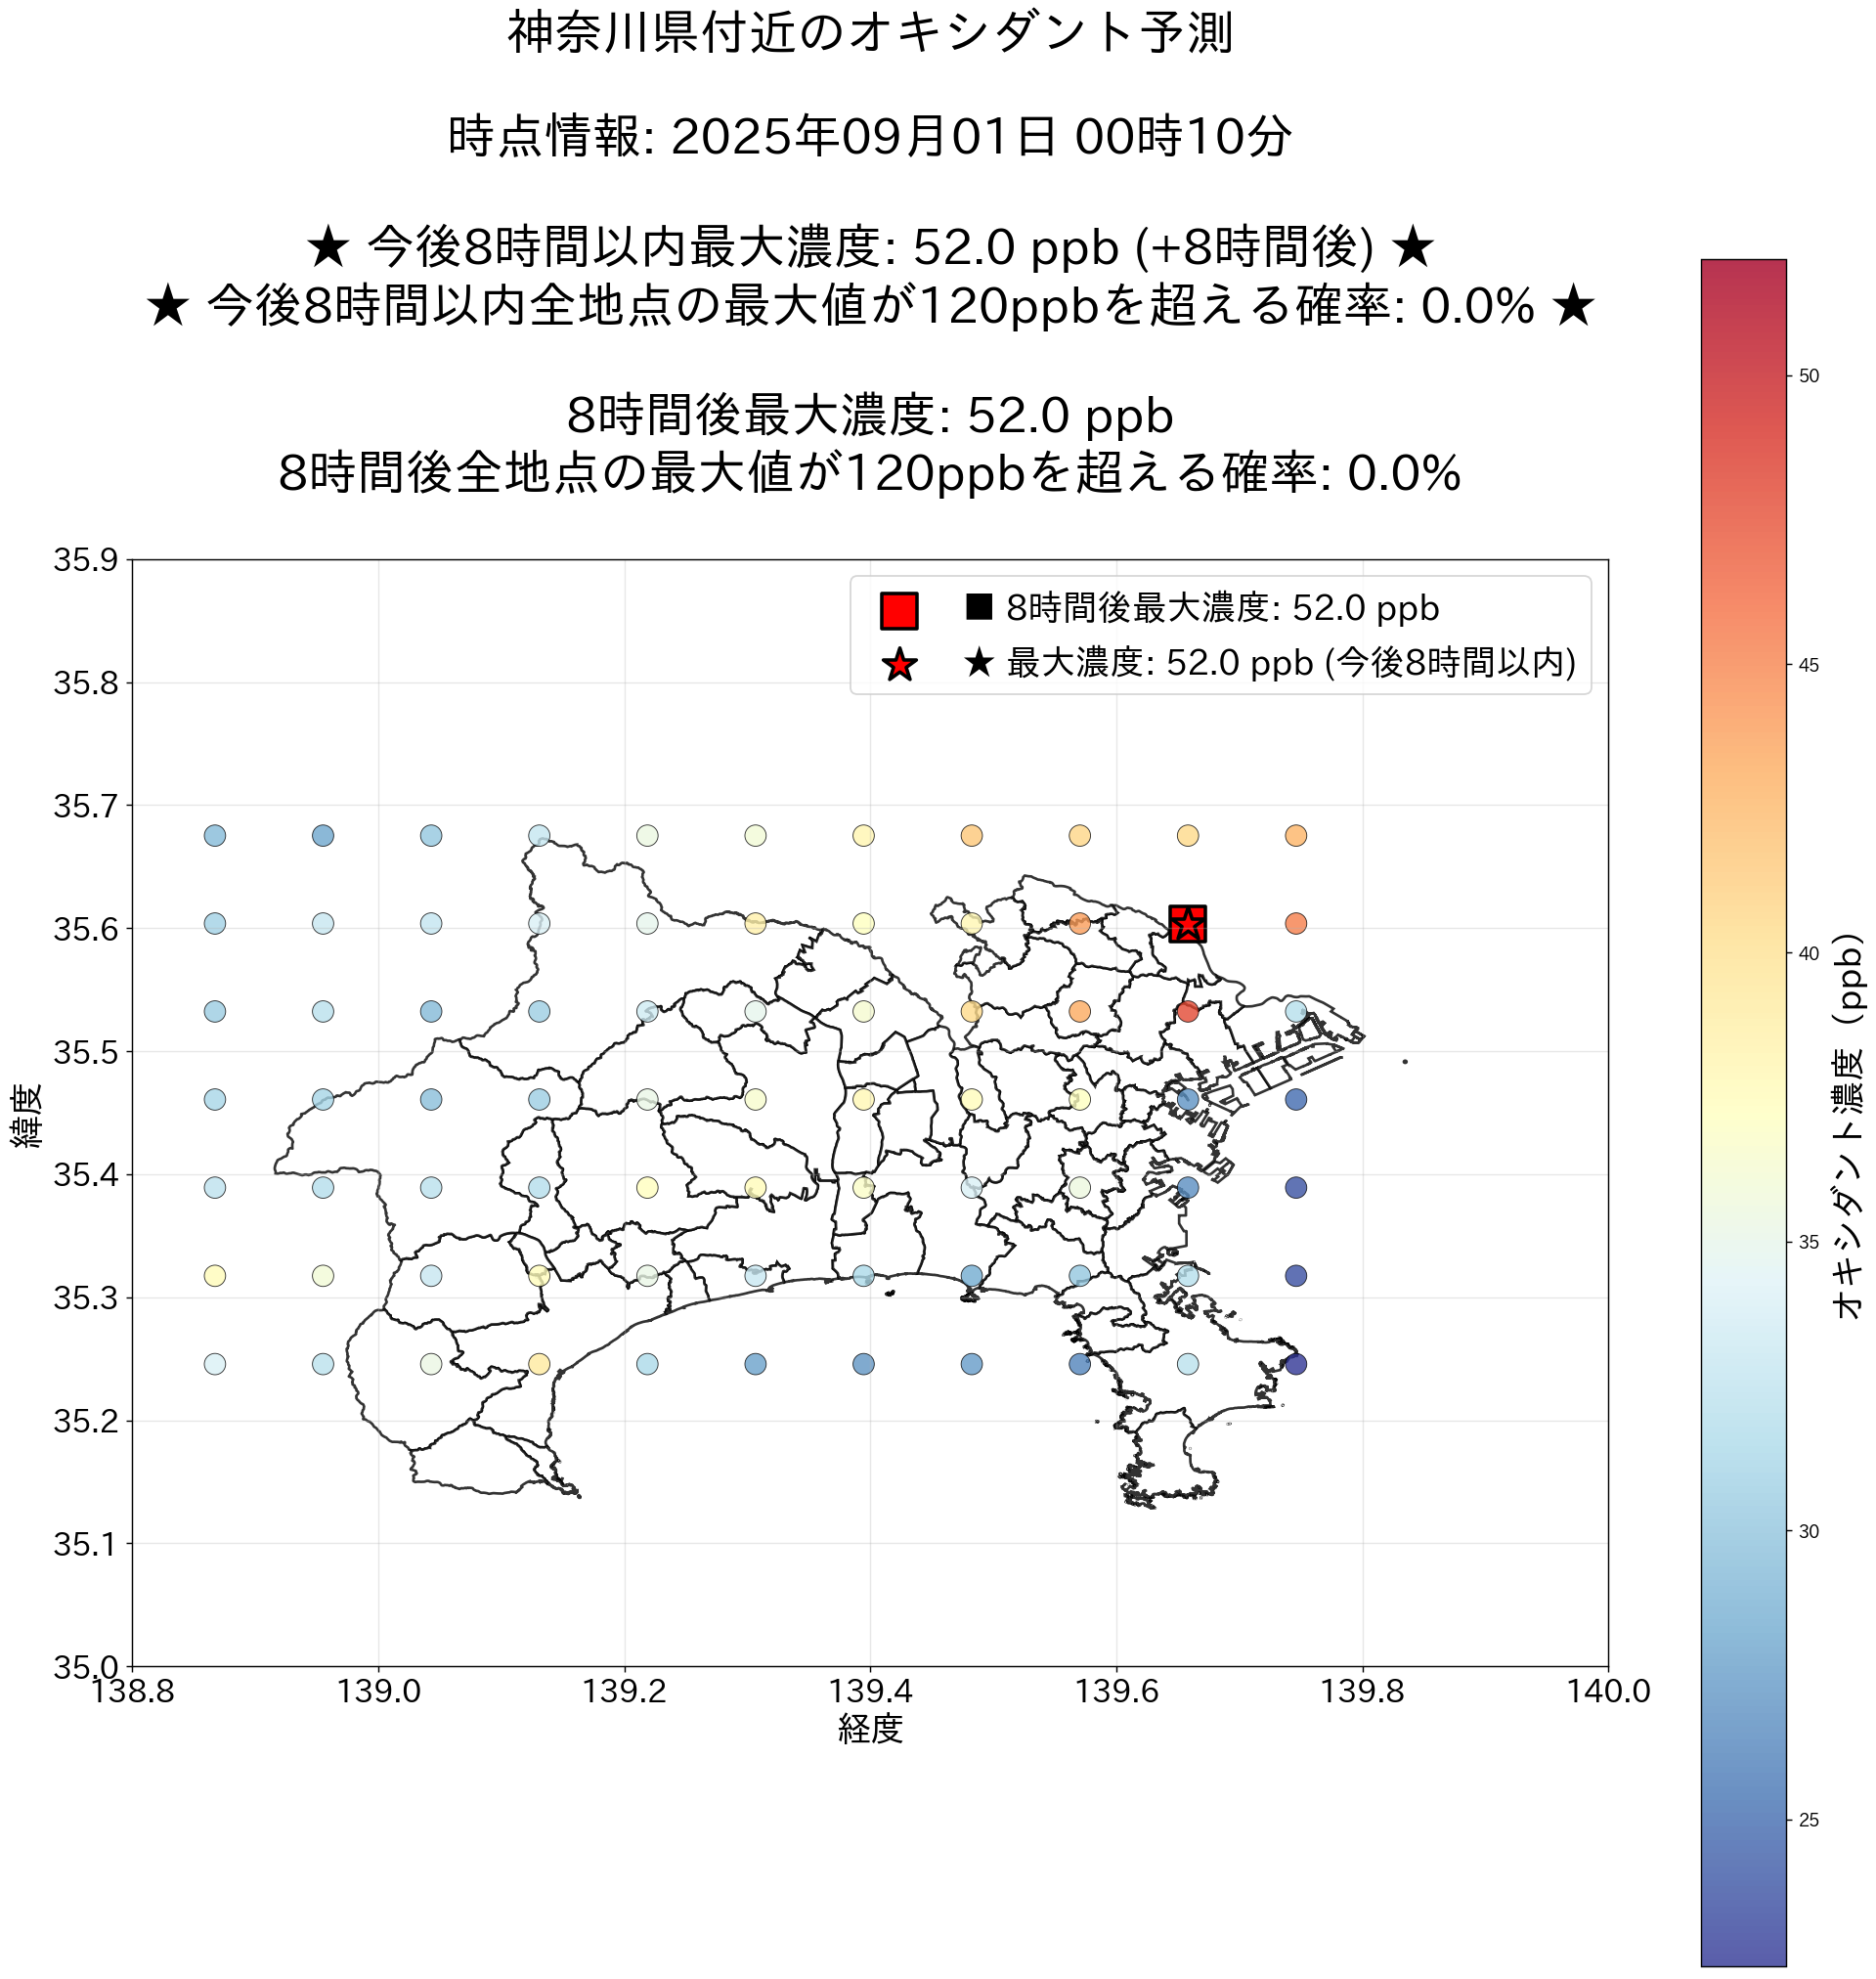 神奈川県付近のオキシダント予測
時点情報: 2025年09月01日 00時10分
★ 今後8時間以内最大濃度: 52.0 ppb (+8時間後) ★
★ 今後8時間以内全地点の最大値が120ppbを超える確率: 0.0% ★
8時間後最大濃度: 52.0 ppb
8時間後全地点の最大値が120ppbを超える確率: 0.0%
■ 8時間後最大濃度: 52.0 ppb
★ 最大濃度: 52.0 ppb (今後8時間以内)
35.9
35.8
35.7
35.6
35.5
35.4
35.3
35.2
35.1
35.0
緯度
138.8
139.0
139.2
139.4
139.6
139.8
140.0
経度
50
45
40
35
30
25
オキシダント濃度（ppb）